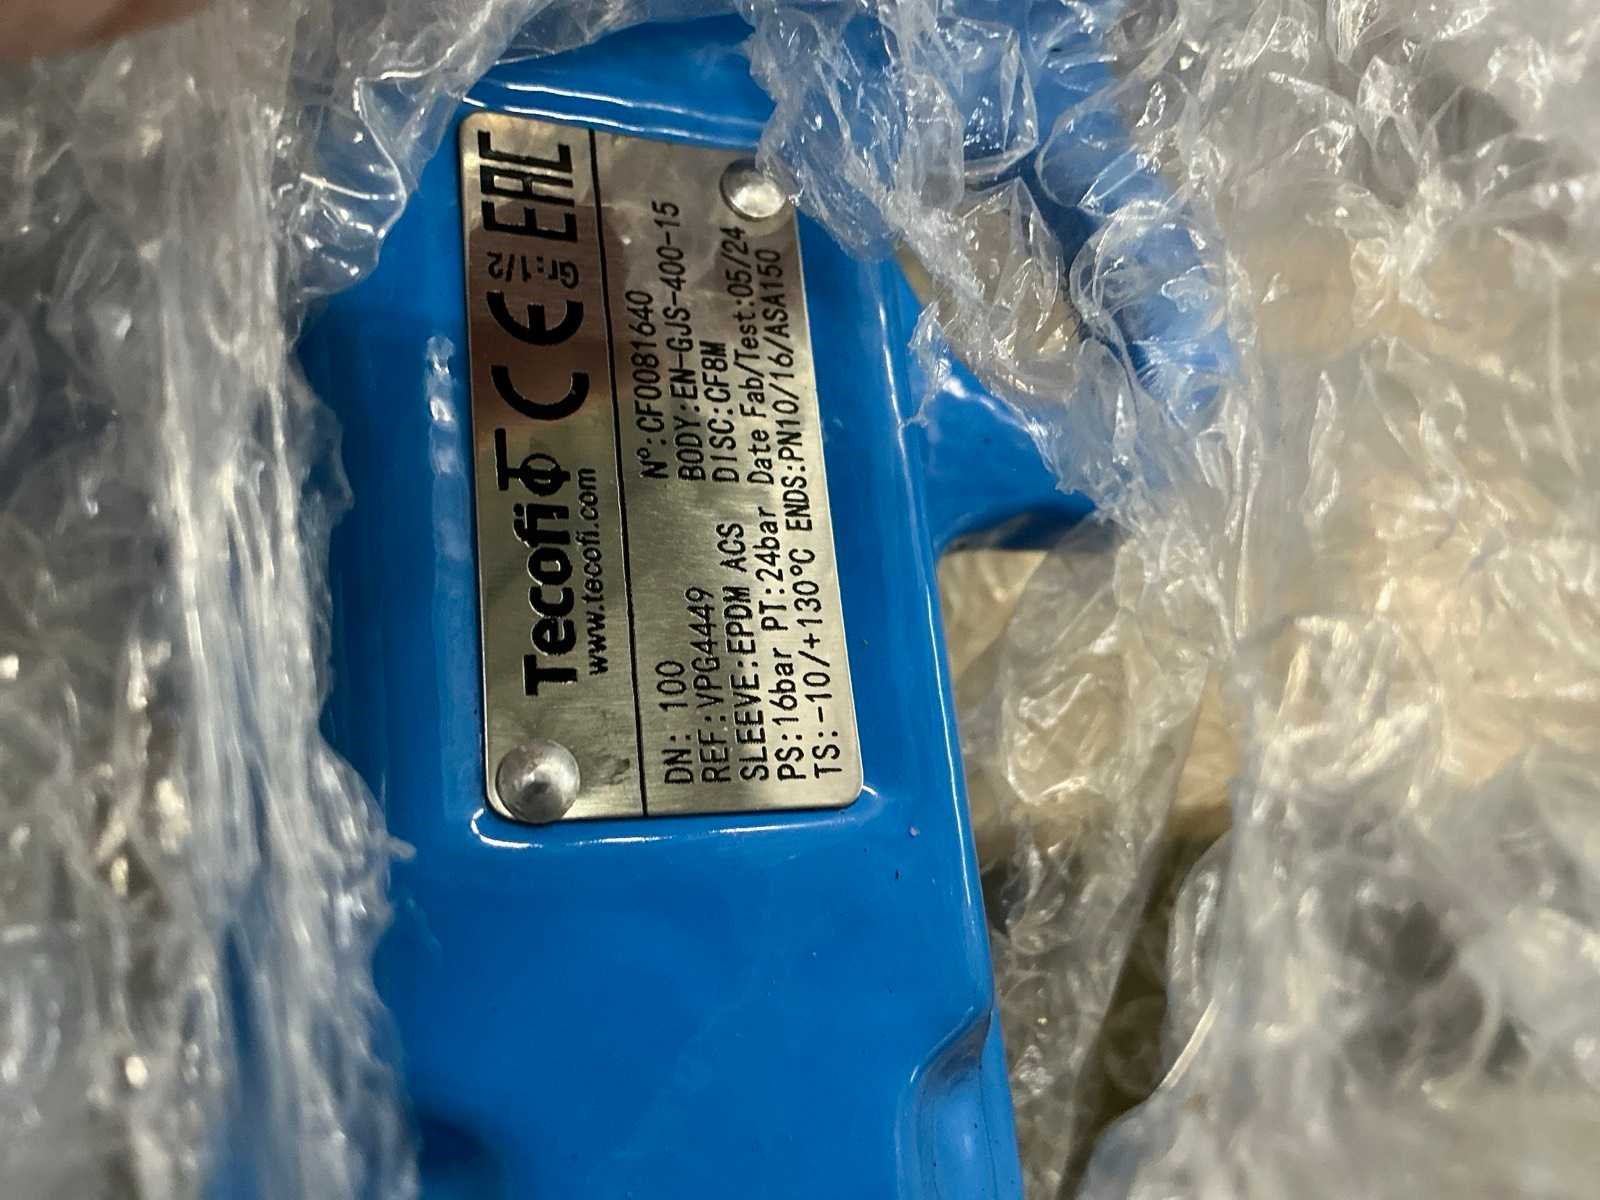 Tecofi CE 2/1: G1 EAC
www.tecofi.com
DN: 100 N°:CF0081640
REF:VPG4449 BODY:EN-GJS-400-15
SLEEVE:EPDM ACS DISC:CF8M
PS:16bar PT:24bar Date Fab/Test:05/24
TS:-10/+130°C ENDS:PN10/16/ASA150